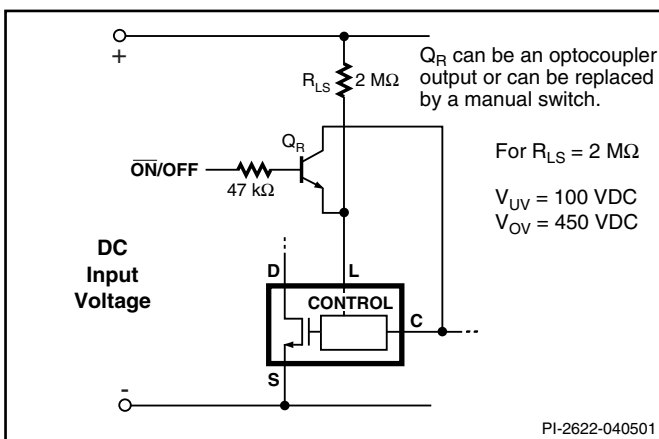 +
R_LS 2 MΩ
Q_R can be an optocoupler
output or can be replaced
by a manual switch.
Q_R
ON/OFF
47 kΩ
For R_LS = 2 MΩ
V_UV = 100 VDC
V_OV = 450 VDC
DC
Input
Voltage
D
L
CONTROL
C
S
-
PI-2622-040501